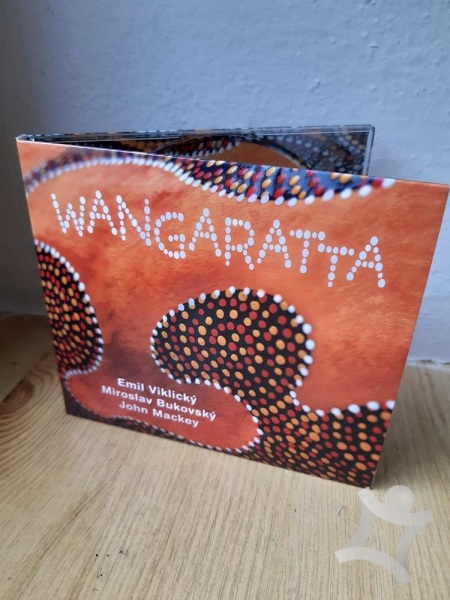 WANGARATTA
Emil Viklický
Miroslav Bukovský
John Mackey